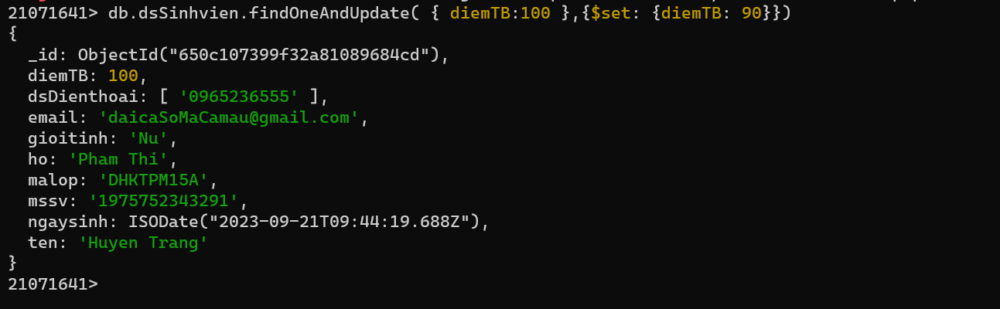 21071641> db.dsSinhvien.findOneAndUpdate( { diemTB:100 },{$set: {diemTB: 90}})
{
  _id: ObjectId("650c107399f32a81089684cd"),
  diemTB: 100,
  dsDienthoai: [ '0965236555' ],
  email: 'daicaSoMaCamau@gmail.com',
  gioitinh: 'Nu',
  ho: 'Pham Thi',
  malop: 'DHKTPM15A',
  mssv: '1975752343291',
  ngaysinh: ISODate("2023-09-21T09:44:19.688Z"),
  ten: 'Huyen Trang'
}
21071641>